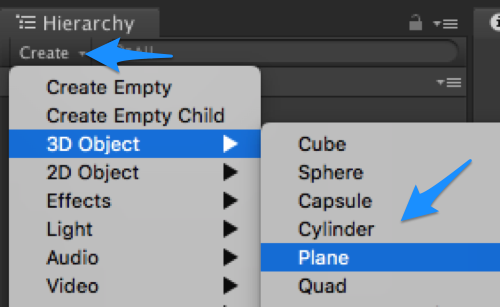 Hierarchy
Create
All
Create Empty
Create Empty Child
3D Object
2D Object
Effects
Light
Audio
Video
Cube
Sphere
Capsule
Cylinder
Plane
Quad